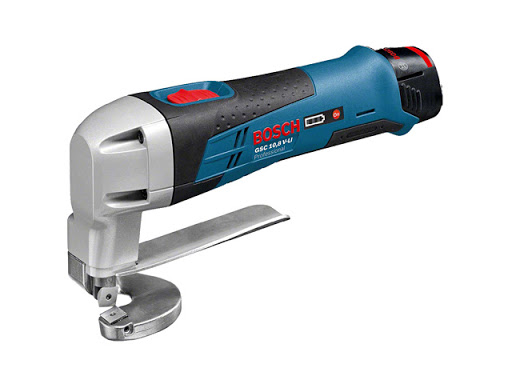 BOSCH
GSC 10,8 V-LI
Professional